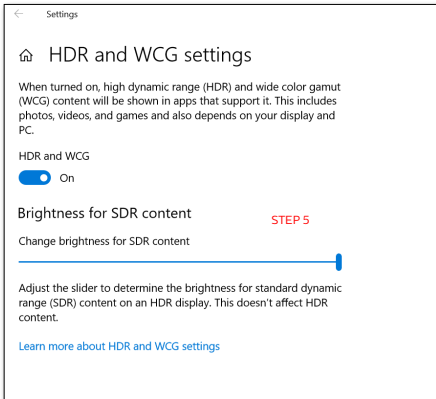 Settings
HDR and WCG settings
When turned on, high dynamic range (HDR) and wide color gamut
(WCG) content will be shown in apps that support it. This includes
photos, videos, and games and also depends on your display and
PC.
HDR and WCG
On
Brightness for SDR content
STEP 5
Change brightness for SDR content
Adjust the slider to determine the brightness for standard dynamic
range (SDR) content on an HDR display. This doesn't affect HDR
content.
Learn more about HDR and WCG settings